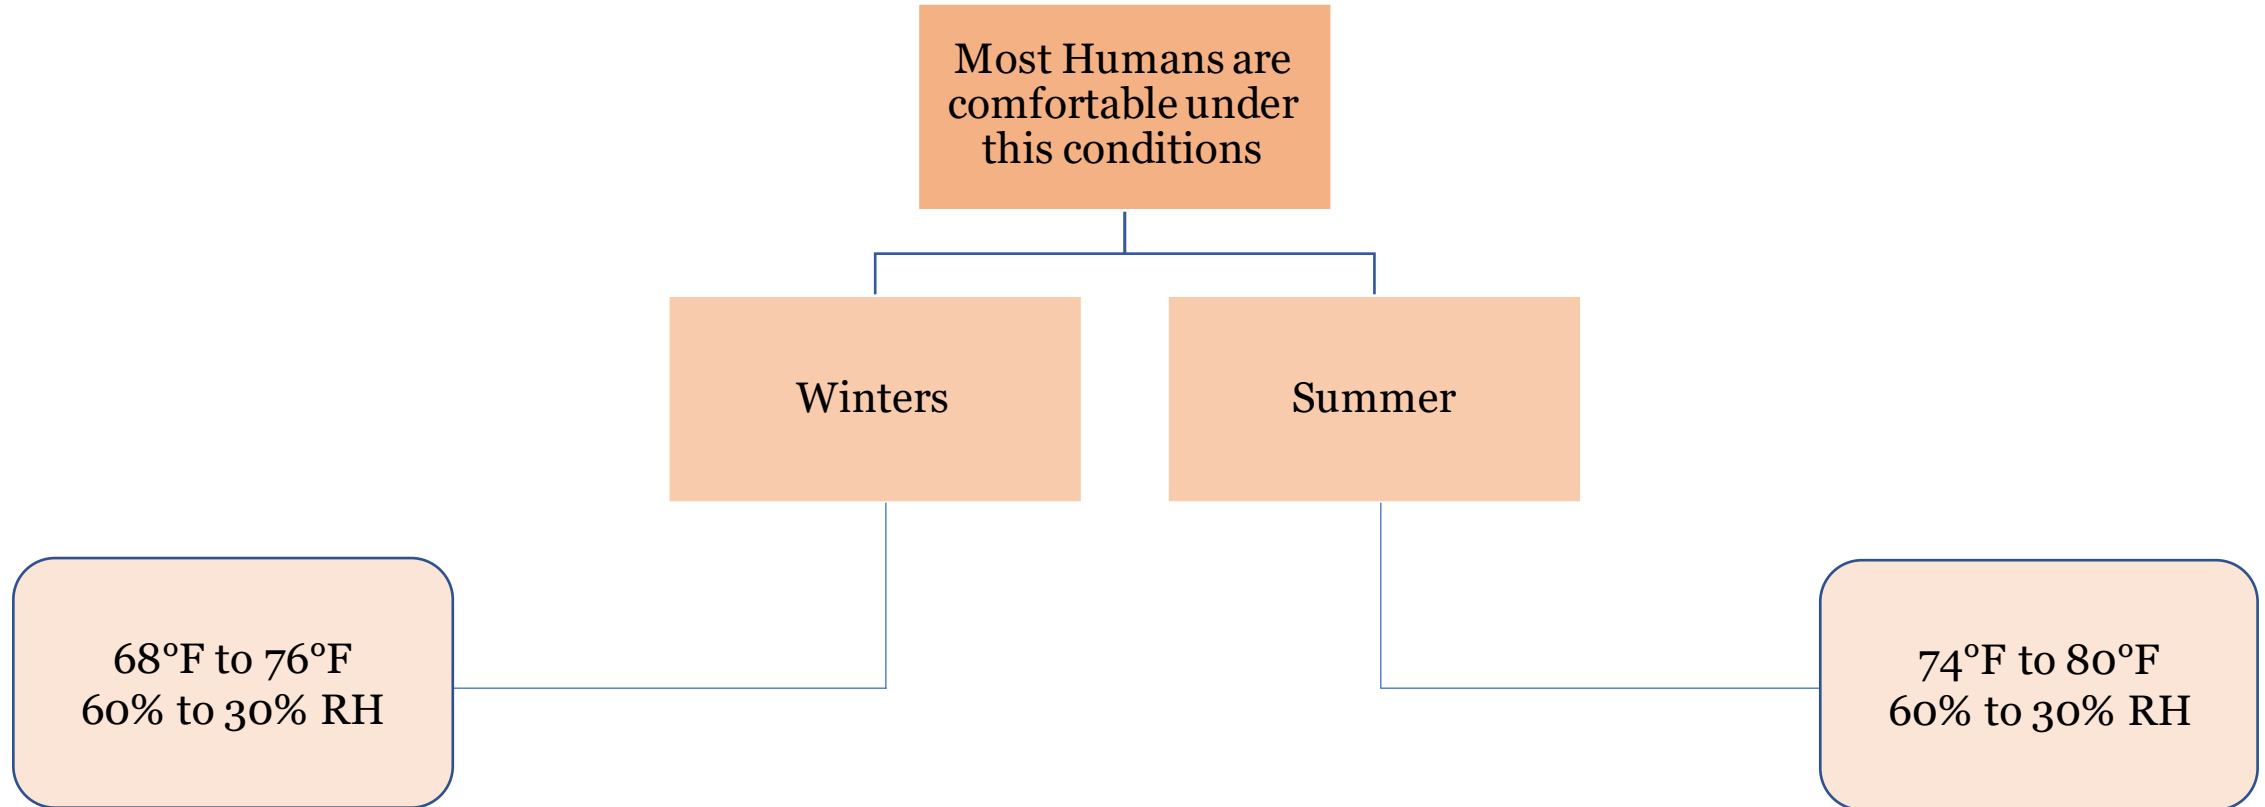 Most Humans are
comfortable under
this conditions
Winters
Summer
68°F to 76°F
60% to 30% RH
74°F to 80°F
60% to 30% RH